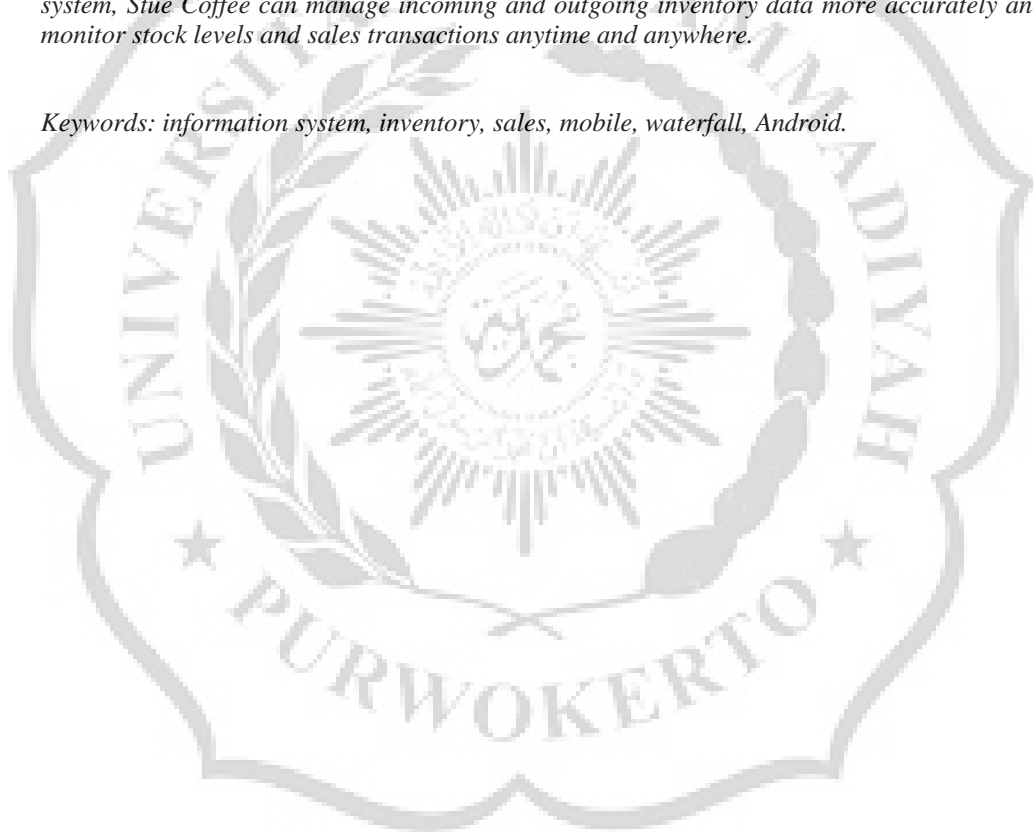 system, Stue Coffee can manage incoming and outgoing inventory data more accurately an
monitor stock levels and sales transactions anytime and anywhere.
Keywords: information system, inventory, sales, mobile, waterfall, Android.
PURWOKERTO